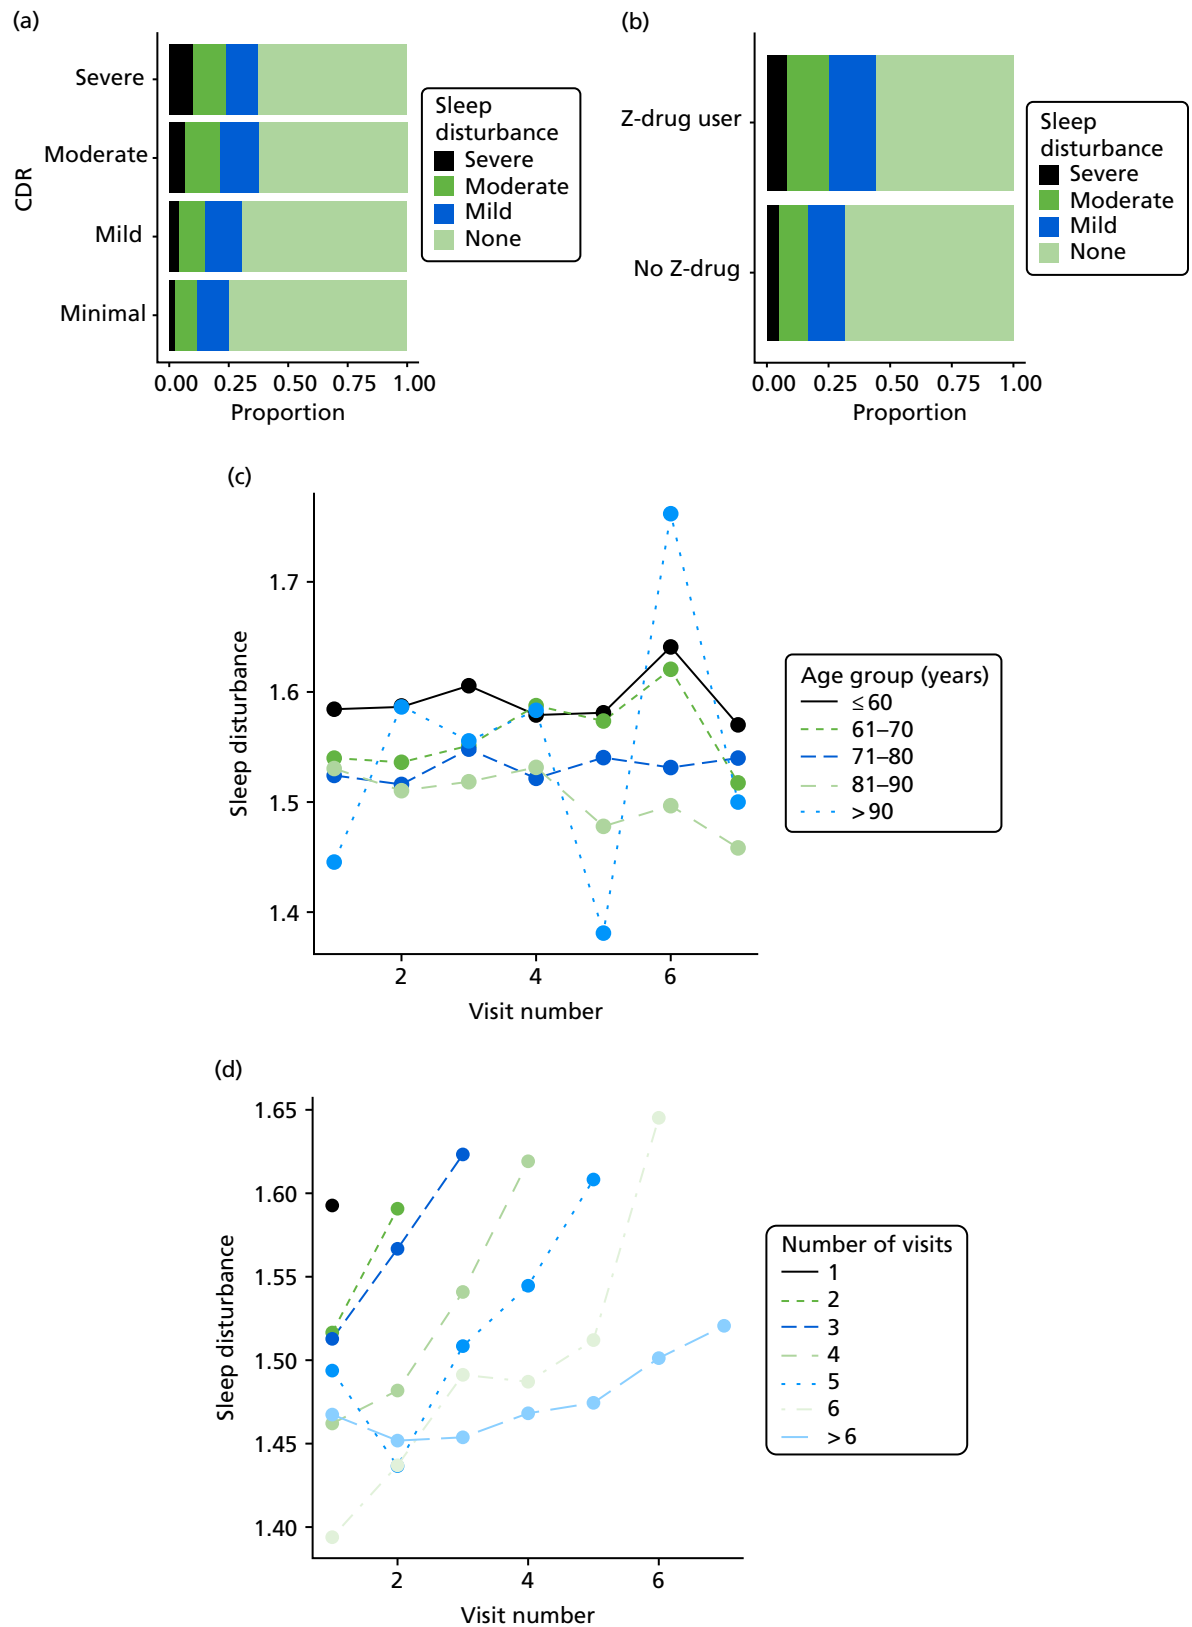 (a)
CDR
Severe
Moderate
Mild
Minimal
0.00 0.25 0.50 0.75 1.00
Proportion
Sleep
disturbance
Severe
Moderate
Mild
None
(b)
Z-drug user
No Z-drug
0.00 0.25 0.50 0.75 1.00
Proportion
Sleep
disturbance
Severe
Moderate
Mild
None
(c)
Sleep disturbance
1.7
1.6
1.5
1.4
2 4 6
Visit number
Age group (years)
≤ 60
61–70
71–80
81–90
> 90
(d)
Sleep disturbance
1.65
1.60
1.55
1.50
1.45
1.40
2 4 6
Visit number
Number of visits
1
2
3
4
5
6
> 6